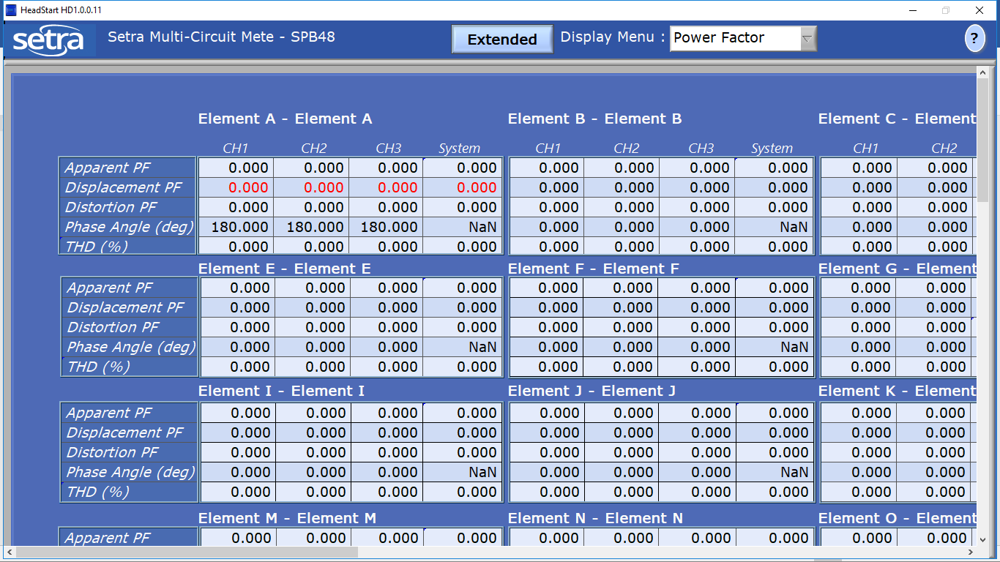 HeadStart HD1.0.0.11
setra Setra Multi-Circuit Mete - SPB48 Extended Display Menu : Power Factor ?
Element A - Element A Element B - Element B Element C - Element
CH1 CH2 CH3 System CH1 CH2 CH3 System CH1 CH2
Apparent PF 0.000 0.000 0.000 0.000 0.000 0.000 0.000 0.000 0.000 0.000
Displacement PF 0.000 0.000 0.000 0.000 0.000 0.000 0.000 0.000 0.000 0.000
Distortion PF 0.000 0.000 0.000 0.000 0.000 0.000 0.000 0.000 0.000 0.000
Phase Angle (deg) 180.000 180.000 180.000 NaN 0.000 0.000 0.000 NaN 0.000 0.000
THD (%) 0.000 0.000 0.000 0.000 0.000 0.000 0.000 0.000 0.000 0.000
Element E - Element E Element F - Element F Element G - Element
Apparent PF 0.000 0.000 0.000 0.000 0.000 0.000 0.000 0.000 0.000 0.000
Displacement PF 0.000 0.000 0.000 0.000 0.000 0.000 0.000 0.000 0.000 0.000
Distortion PF 0.000 0.000 0.000 0.000 0.000 0.000 0.000 0.000 0.000 0.000
Phase Angle (deg) 0.000 0.000 0.000 NaN 0.000 0.000 0.000 NaN 0.000 0.000
THD (%) 0.000 0.000 0.000 0.000 0.000 0.000 0.000 0.000 0.000 0.000
Element I - Element I Element J - Element J Element K - Element
Apparent PF 0.000 0.000 0.000 0.000 0.000 0.000 0.000 0.000 0.000 0.000
Displacement PF 0.000 0.000 0.000 0.000 0.000 0.000 0.000 0.000 0.000 0.000
Distortion PF 0.000 0.000 0.000 0.000 0.000 0.000 0.000 0.000 0.000 0.000
Phase Angle (deg) 0.000 0.000 0.000 NaN 0.000 0.000 0.000 NaN 0.000 0.000
THD (%) 0.000 0.000 0.000 0.000 0.000 0.000 0.000 0.000 0.000 0.000
Element M - Element M Element N - Element N Element O - Element
Apparent PF 0.000 0.000 0.000 0.000 0.000 0.000 0.000 0.000 0.000 0.000